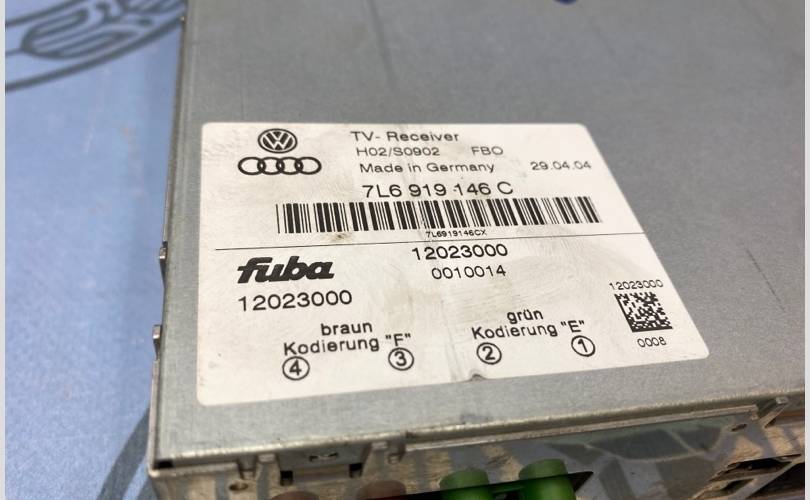 TV- Receiver
H02/S0902 FBO
Made in Germany 29.04.04
7L6 919 146 C
7L6919146CX
fuba 12023000
12023000 0010014
braun
Kodierung "F"
④ ③
grün
Kodierung "E"
② ①
12023000
0008